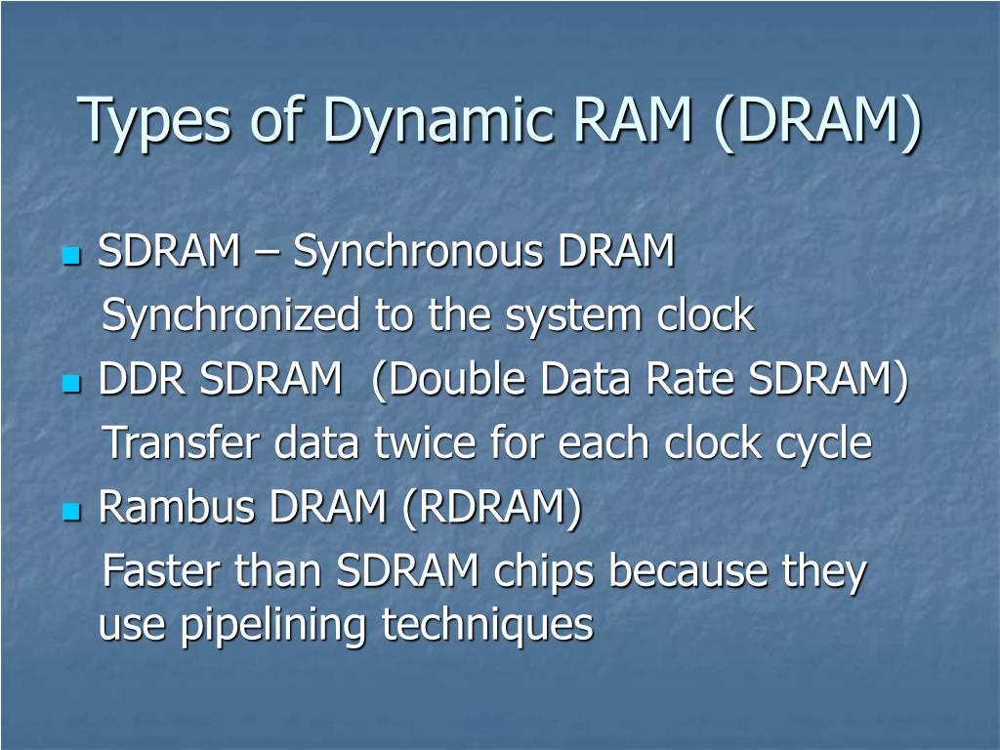 Types of Dynamic RAM (DRAM)
SDRAM – Synchronous DRAM
Synchronized to the system clock
DDR SDRAM  (Double Data Rate SDRAM)
Transfer data twice for each clock cycle
Rambus DRAM (RDRAM)
Faster than SDRAM chips because they
use pipelining techniques